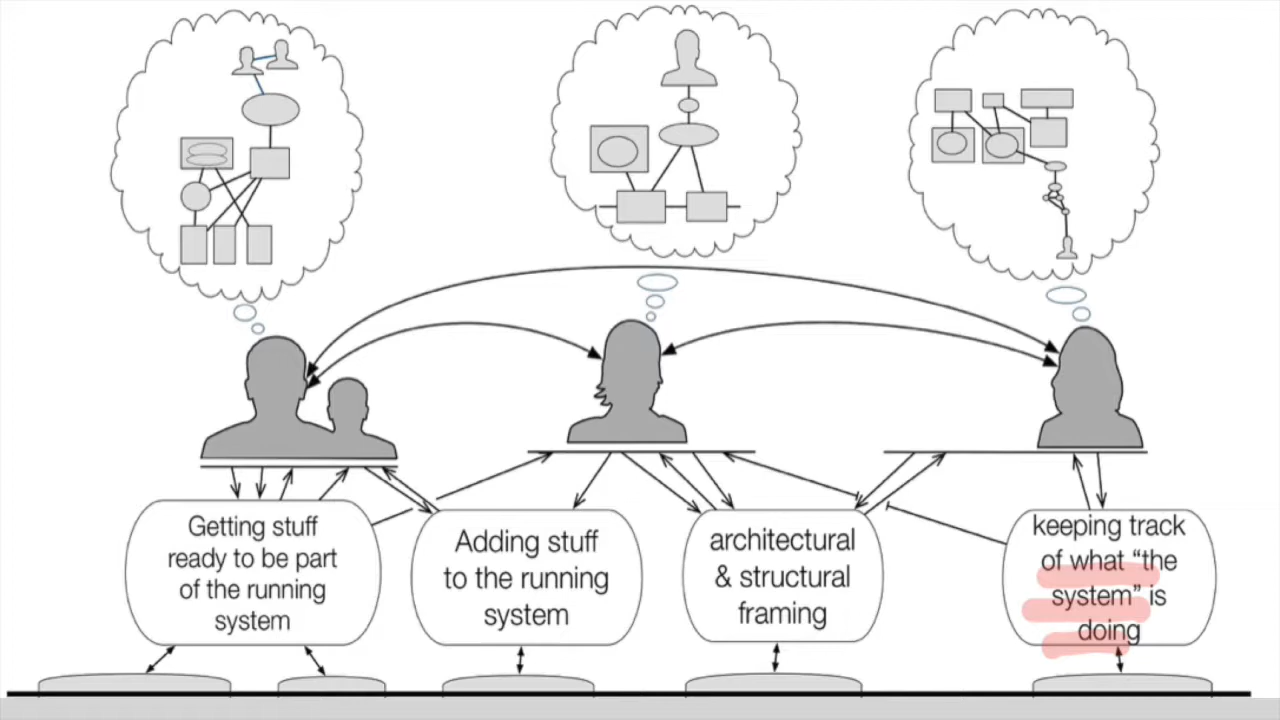 Getting stuff
ready to be part
of the running
system
Adding stuff
to the running
system
architectural
& structural
framing
keeping track
of what “the
system” is
doing